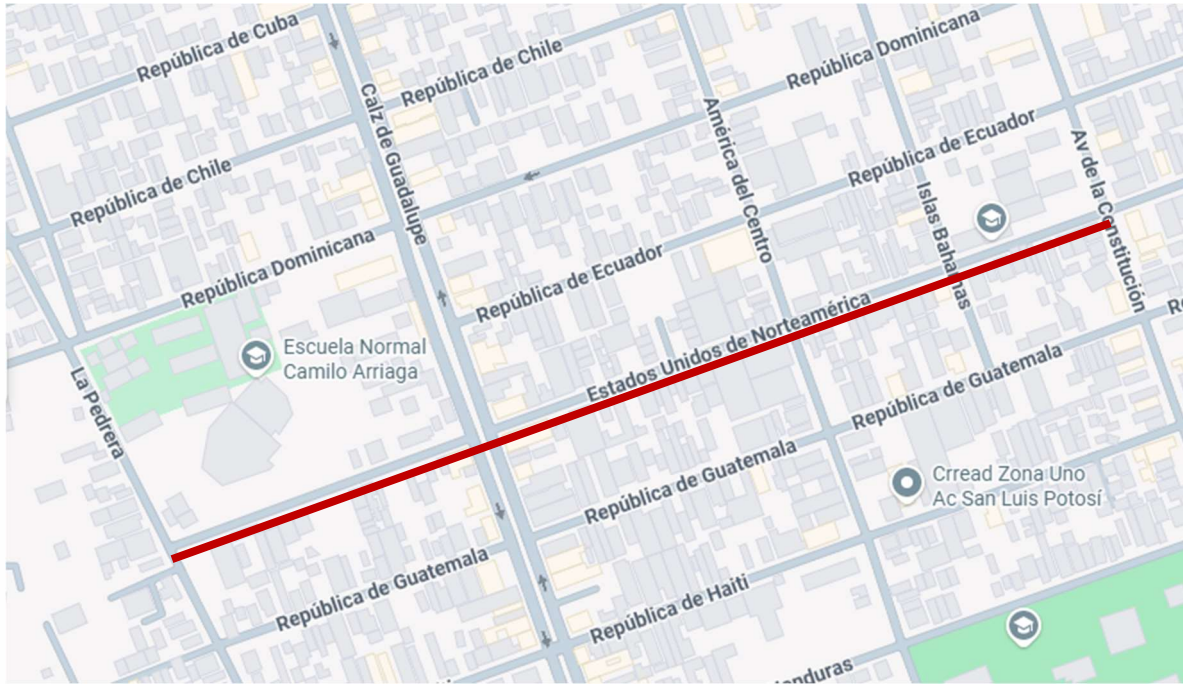 República de Cuba
República de Chile
República Dominicana
Calz de Guadalupe
América del Centro
República de Ecuador
Av de la Constitución
República de Chile
Islas Bahamas
República Dominicana
República de Ecuador
Estados Unidos de Norteamérica
Escuela Normal
Camilo Arriaga
La Pedrera
República de Guatemala
República de Guatemala
Crread Zona Uno
Ac San Luis Potosí
República de Guatemala
República de Haiti